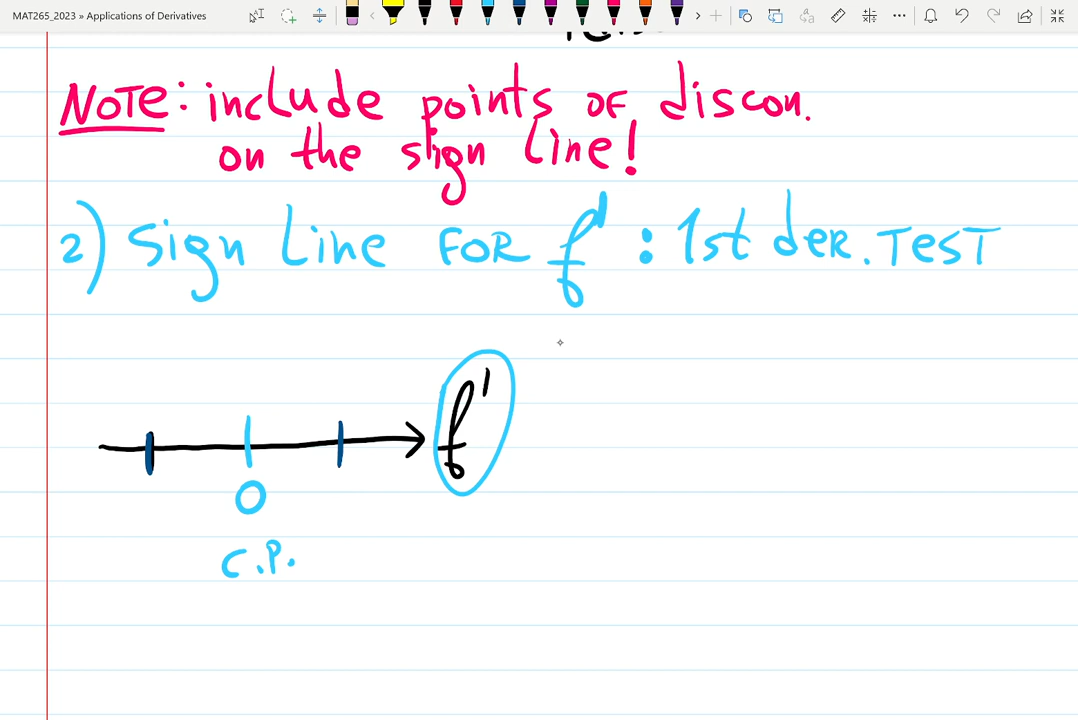 MAT265_2023 » Applications of Derivatives
NOTE: include points OF discon.
on the sign line!
2) Sign Line FOR f' : 1st der. TEST
f'
0
C.P.